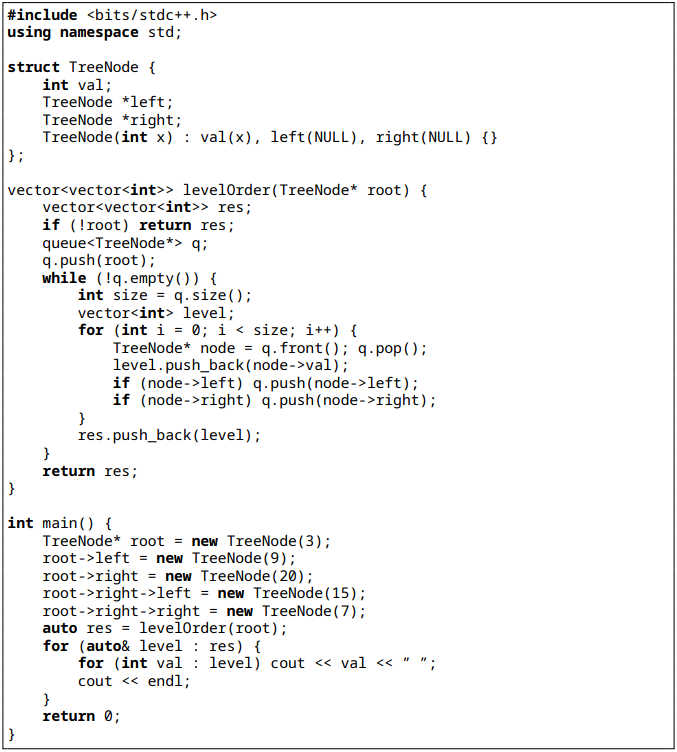 #include <bits/stdc++.h>
using namespace std;

struct TreeNode {
    int val;
    TreeNode *left;
    TreeNode *right;
    TreeNode(int x) : val(x), left(NULL), right(NULL) {}
};

vector<vector<int>> levelOrder(TreeNode* root) {
    vector<vector<int>> res;
    if (!root) return res;
    queue<TreeNode*> q;
    q.push(root);
    while (!q.empty()) {
        int size = q.size();
        vector<int> level;
        for (int i = 0; i < size; i++) {
            TreeNode* node = q.front(); q.pop();
            level.push_back(node->val);
            if (node->left) q.push(node->left);
            if (node->right) q.push(node->right);
        }
        res.push_back(level);
    }
    return res;
}

int main() {
    TreeNode* root = new TreeNode(3);
    root->left = new TreeNode(9);
    root->right = new TreeNode(20);
    root->right->left = new TreeNode(15);
    root->right->right = new TreeNode(7);
    auto res = levelOrder(root);
    for (auto& level : res) {
        for (int val : level) cout << val << " ";
        cout << endl;
    }
    return 0;
}